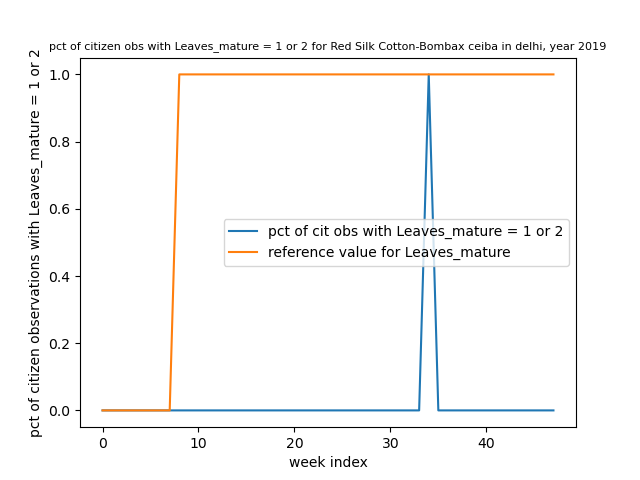 pct of citizen obs with Leaves_mature = 1 or 2 for Red Silk Cotton-Bombax ceiba in delhi, year 2019
pct of citizen observations with Leaves_mature = 1 or 2
1.0
0.8
0.6
0.4
0.2
0.0
pct of cit obs with Leaves_mature = 1 or 2
reference value for Leaves_mature
0 10 20 30 40
week index